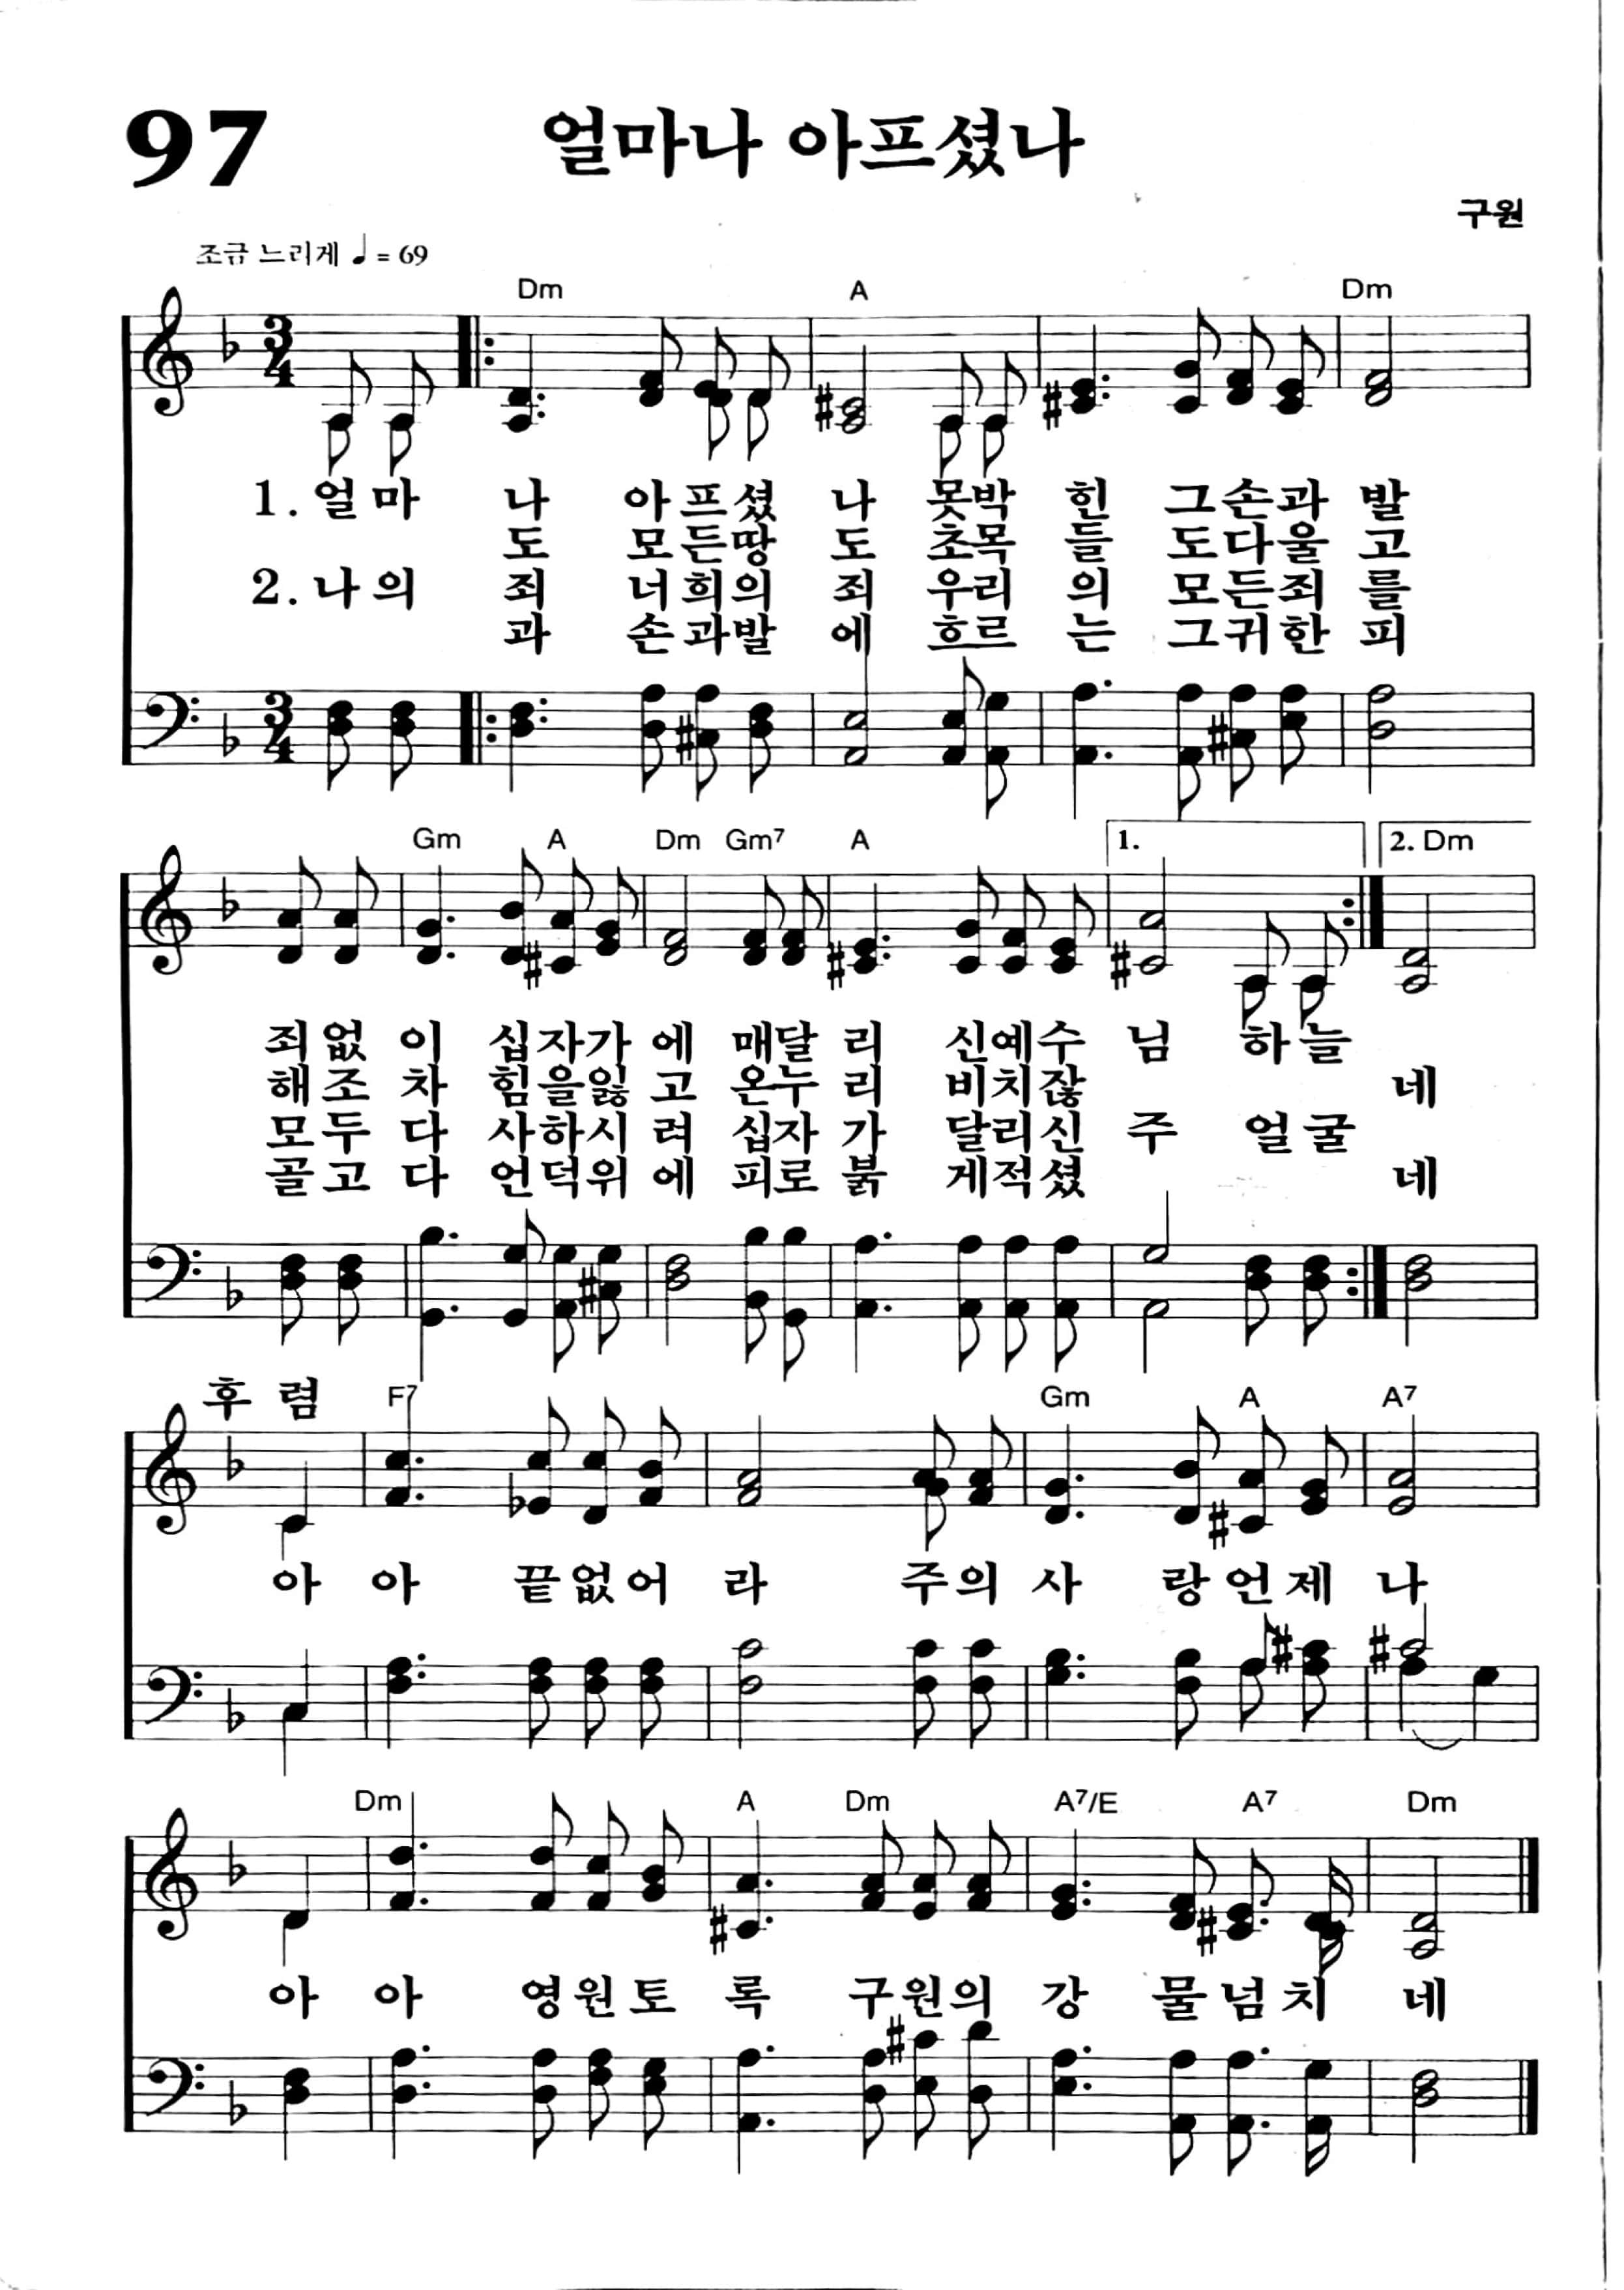 97
얼마나 아프셨나
구원
조금 느리게 ♩ = 69
Dm A Dm
1. 얼 마 나 아 프 셨 나 못 박 힌 그 손 과 발
도 모 든 땅 도 초 목 들 도 다 울 고
2. 나 의 죄 너 희 의 죄 우 리 의 모 든 죄 를
과 손 과 발 에 흐 르 는 그 귀 한 피
Gm A Dm Gm7 A 1. 2. Dm
죄 없 이 십 자 가 에 매 달 리 신 예 수 님 하 늘
해 조 차 힘 을 잃 고 온 누 리 비 치 잖 네
모 두 다 사 하 시 려 십 자 가 달 리 신 주 얼 굴
골 고 다 언 덕 위 에 피 로 붉 게 적 셨 네
후 렴 F7 Gm A A7
아 아 끝 없 어 라 주 의 사 랑 언 제 나
Dm A Dm A7/E A7 Dm
아 아 영 원 토 록 구 원 의 강 물 넘 치 네